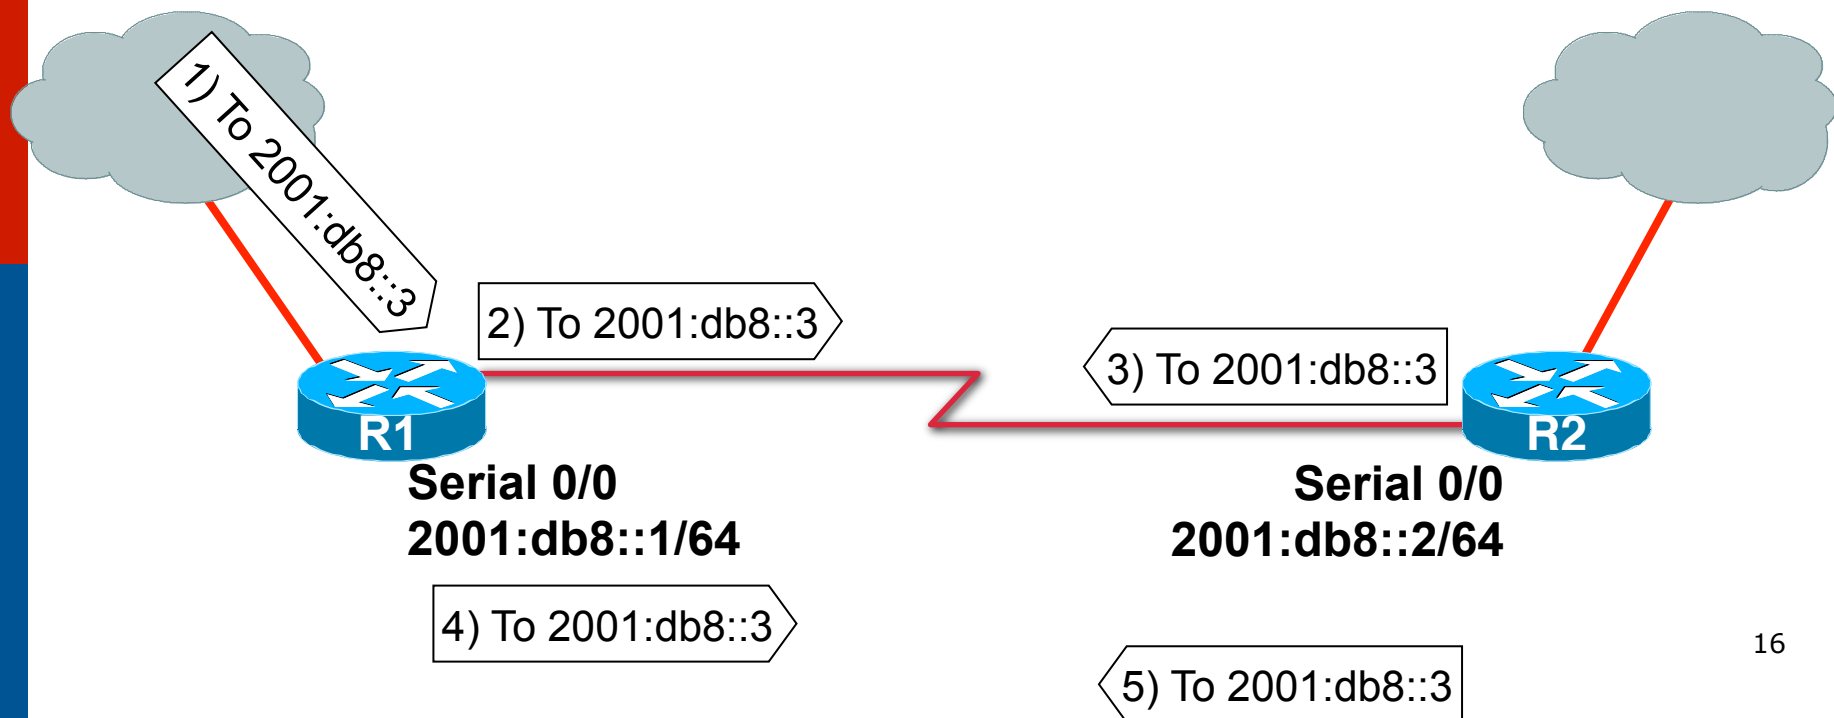 1) To 2001:db8::3
2) To 2001:db8::3
3) To 2001:db8::3
R1
R2
Serial 0/0
2001:db8::1/64
Serial 0/0
2001:db8::2/64
4) To 2001:db8::3
5) To 2001:db8::3
16